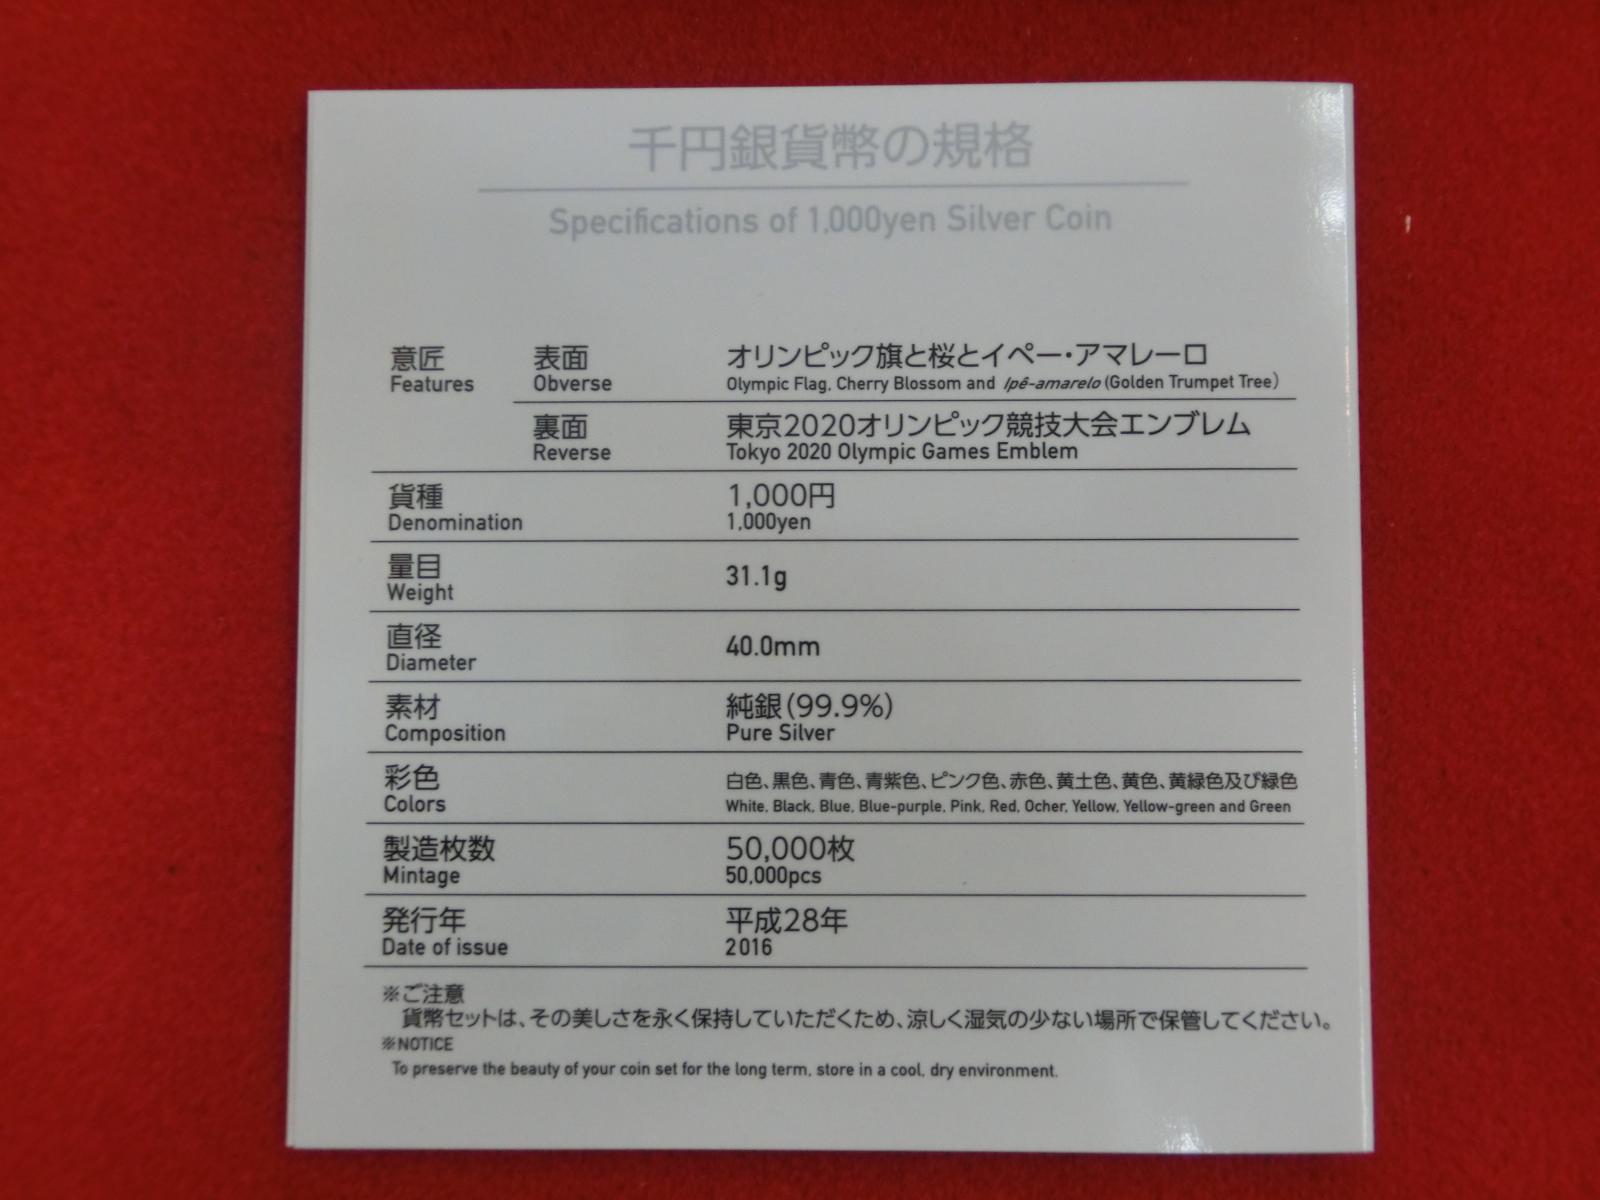 千円銀貨幣の規格
Specifications of 1,000yen Silver Coin
意匠 表面 オリンピック旗と桜とイペー・アマレーロ
Features Obverse Olympic Flag, Cherry Blossom and Ipê-amarelo (Golden Trumpet Tree)
裏面 東京2020オリンピック競技大会エンブレム
Reverse Tokyo 2020 Olympic Games Emblem
貨種 1,000円
Denomination 1,000yen
量目
Weight 31.1g
直径
Diameter 40.0mm
素材 純銀(99.9%)
Composition Pure Silver
彩色 白色、黒色、青色、青紫色、ピンク色、赤色、黄土色、黄色、黄緑色及び緑色
Colors White, Black, Blue, Blue-purple, Pink, Red, Ocher, Yellow, Yellow-green and Green
製造枚数 50,000枚
Mintage 50,000pcs
発行年 平成28年
Date of issue 2016
※ご注意
貨幣セットは、その美しさを永く保持していただくため、涼しく湿気の少ない場所で保管してください。
※NOTICE
To preserve the beauty of your coin set for the long term, store in a cool, dry environment.